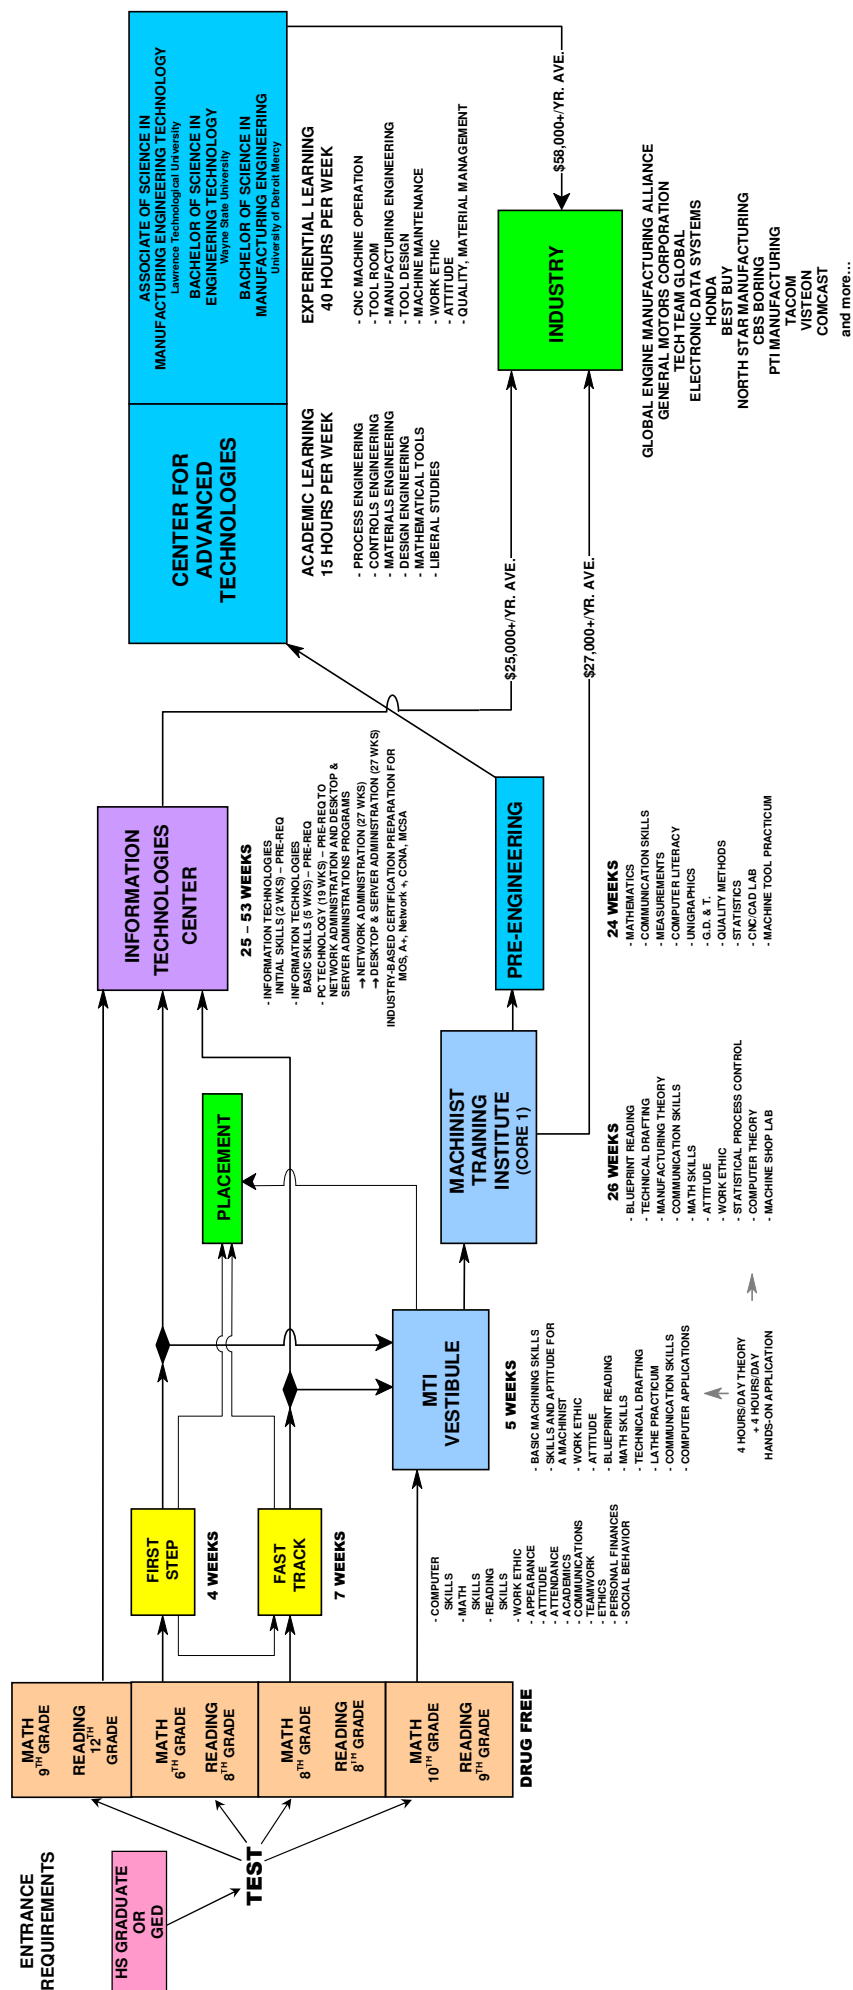 ENTRANCE
REQUIREMENTS
HS GRADUATE
OR
GED
TEST
MATH
9TH GRADE
READING
12TH
GRADE
MATH
6TH GRADE
READING
8TH GRADE
MATH
8TH GRADE
READING
8TH GRADE
MATH
10TH GRADE
READING
9TH GRADE
DRUG FREE
FIRST
STEP
4 WEEKS
FAST
TRACK
7 WEEKS
- COMPUTER
SKILLS
- MATH
SKILLS
- READING
SKILLS
- WORK ETHIC
- APPEARANCE
- ATTITUDE
- ATTENDANCE
- ACADEMICS
- COMMUNICATIONS
- TEAMWORK
- ETHICS
- PERSONAL FINANCES
- SOCIAL BEHAVIOR
MTI
VESTIBULE
5 WEEKS
- BASIC MACHINING SKILLS
- SKILLS AND APTITUDE FOR
A MACHINIST
- WORK ETHIC
- ATTITUDE
- BLUEPRINT READING
- MATH SKILLS
- TECHNICAL DRAFTING
- LATHE PRACTICUM
- COMMUNICATION SKILLS
- COMPUTER APPLICATIONS
4 HOURS/DAY THEORY
+ 4 HOURS/DAY
HANDS-ON APPLICATION
PLACEMENT
MACHINIST
TRAINING
INSTITUTE
(CORE 1)
26 WEEKS
- BLUEPRINT READING
- TECHNICAL DRAFTING
- MANUFACTURING THEORY
- COMMUNICATION SKILLS
- MATH SKILLS
- ATTITUDE
- WORK ETHIC
- STATISTICAL PROCESS CONTROL
- COMPUTER THEORY
- MACHINE SHOP LAB
INFORMATION
TECHNOLOGIES
CENTER
25 – 53 WEEKS
- INFORMATION TECHNOLOGIES
INITIAL SKILLS (2 WKS) – PRE-REQ
- INFORMATION TECHNOLOGIES
BASIC SKILLS (5 WKS) – PRE-REQ
- PC TECHNOLOGY (19 WKS) – PRE-REQ TO
NETWORK ADMINISTRATION AND DESKTOP &
SERVER ADMINISTRATIONS PROGRAMS
→ NETWORK ADMINISTRATION (27 WKS)
→ DESKTOP & SERVER ADMINISTRATION (27 WKS)
INDUSTRY-BASED CERTIFICATION PREPARATION FOR
MOS, A+, Network +, CCNA, MCSA
PRE-ENGINEERING
24 WEEKS
- MATHEMATICS
- COMMUNICATION SKILLS
- MEASUREMENTS
- COMPUTER LITERACY
- UNIGRAPHICS
- G.D. & T.
- QUALITY METHODS
- STATISTICS
- CNC/CAD LAB
- MACHINE TOOL PRACTICUM
$25,000+/YR. AVE.
$27,000+/YR. AVE.
CENTER FOR
ADVANCED
TECHNOLOGIES
ACADEMIC LEARNING
15 HOURS PER WEEK
- PROCESS ENGINEERING
- CONTROLS ENGINEERING
- MATERIALS ENGINEERING
- DESIGN ENGINEERING
- MATHEMATICAL TOOLS
- LIBERAL STUDIES
ASSOCIATE OF SCIENCE IN
MANUFACTURING ENGINEERING TECHNOLOGY
Lawrence Technological University
BACHELOR OF SCIENCE IN
ENGINEERING TECHNOLOGY
Wayne State University
BACHELOR OF SCIENCE IN
MANUFACTURING ENGINEERING
University of Detroit Mercy
EXPERIENTIAL LEARNING
40 HOURS PER WEEK
- CNC MACHINE OPERATION
- TOOL ROOM
- MANUFACTURING ENGINEERING
- TOOL DESIGN
- MACHINE MAINTENANCE
- WORK ETHIC
- ATTITUDE
- QUALITY, MATERIAL MANAGEMENT
$58,000+/YR. AVE.
INDUSTRY
GLOBAL ENGINE MANUFACTURING ALLIANCE
GENERAL MOTORS CORPORATION
TECH TEAM GLOBAL
ELECTRONIC DATA SYSTEMS
HONDA
BEST BUY
NORTH STAR MANUFACTURING
CBS BORING
PTI MANUFACTURING
TACOM
VISTEON
COMCAST
and more...